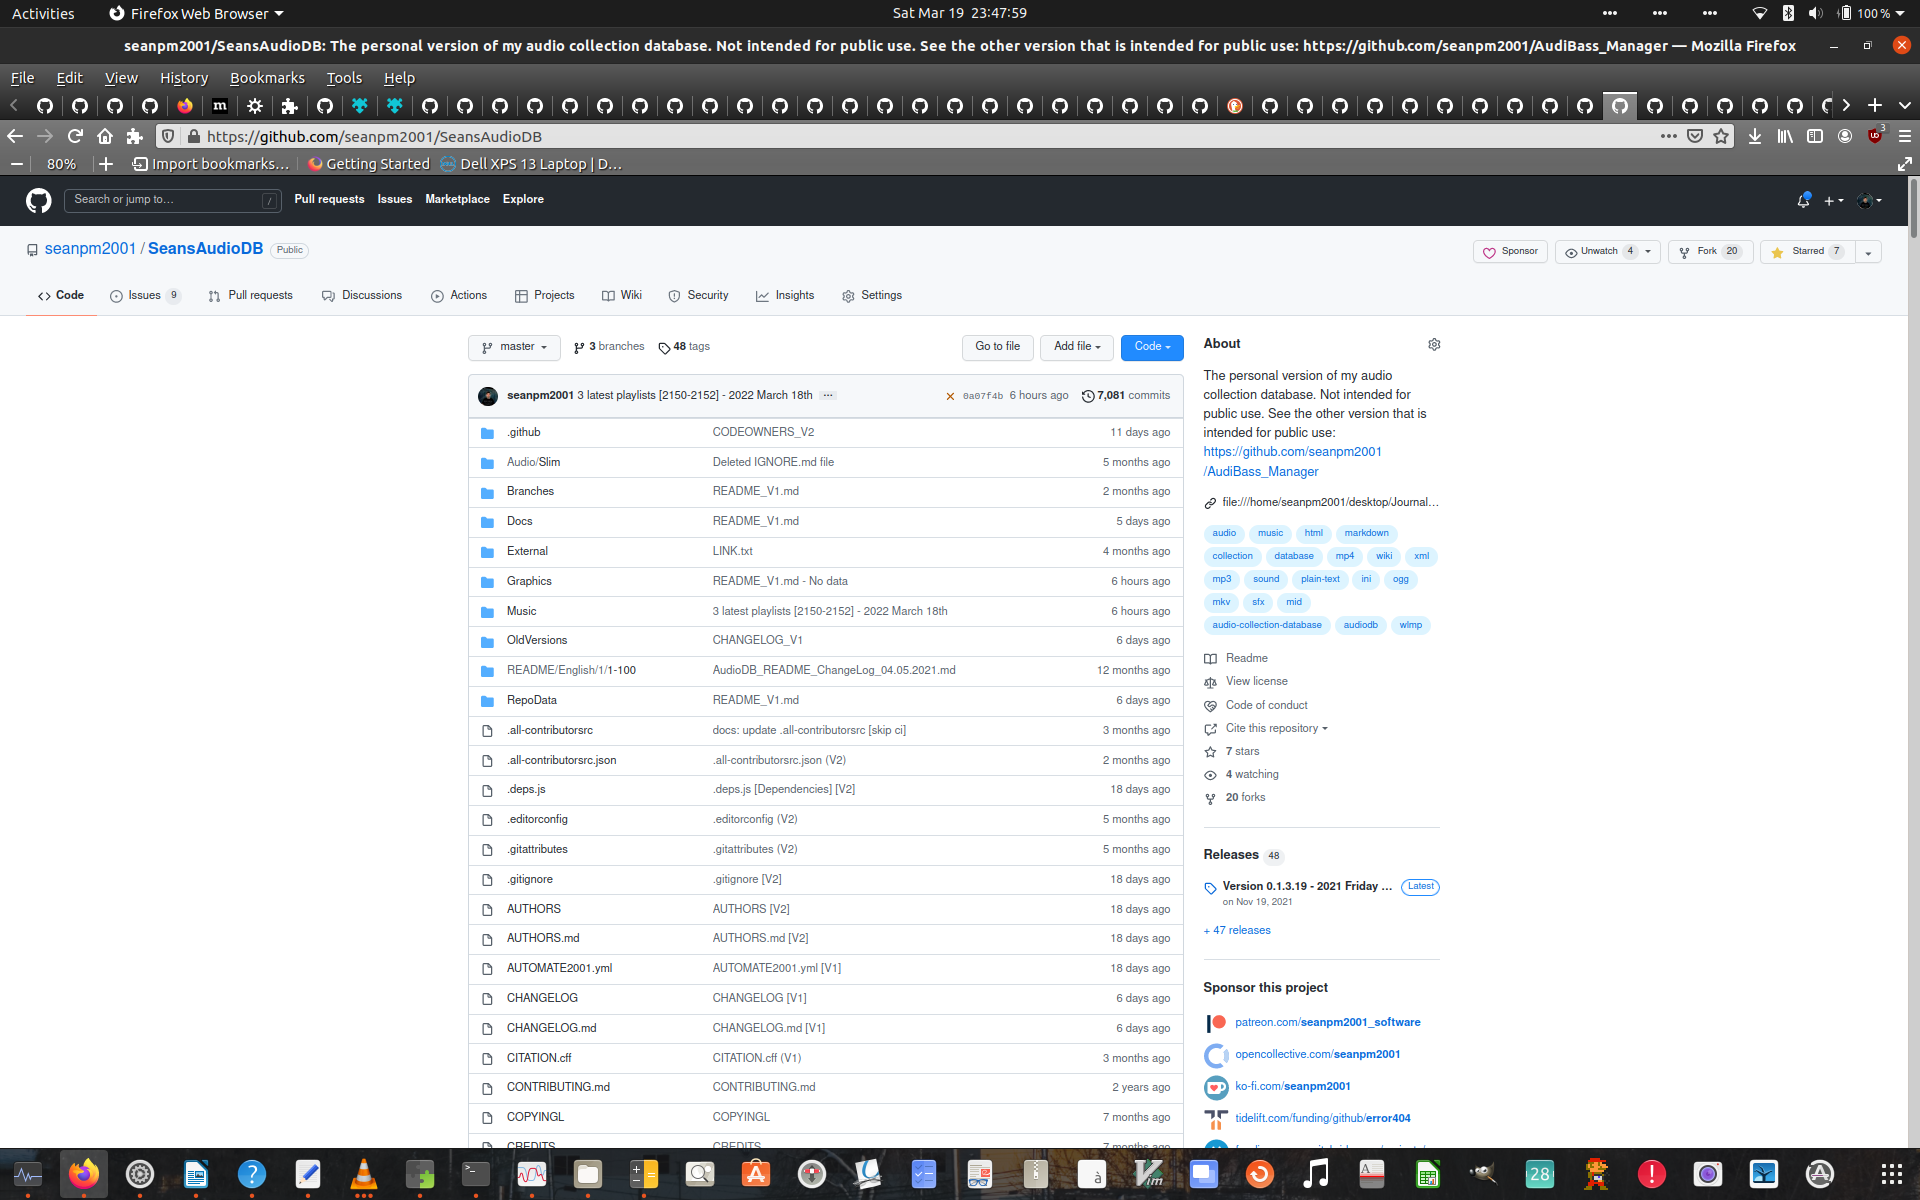 Activities
Firefox Web Browser
Sat Mar 19 23:47:59
100 %
seanpm2001/SeansAudioDB: The personal version of my audio collection database. Not intended for public use. See the other version that is intended for public use: https://github.com/seanpm2001/AudiBass_Manager — Mozilla Firefox
File Edit View History Bookmarks Tools Help
https://github.com/seanpm2001/SeansAudioDB
3
80%
Import bookmarks…
Getting Started
Dell XPS 13 Laptop | D…
Search or jump to…
/
Pull requests Issues Marketplace Explore
seanpm2001 / SeansAudioDB Public
Sponsor
Unwatch 4
Fork 20
Starred 7
Code
Issues 9
Pull requests
Discussions
Actions
Projects
Wiki
Security
Insights
Settings
master
3 branches
48 tags
Go to file
Add file
Code
seanpm2001 3 latest playlists [2150-2152] - 2022 March 18th
0a07f4b 6 hours ago
7,081 commits
.github CODEOWNERS_V2 11 days ago
Audio/Slim Deleted IGNORE.md file 5 months ago
Branches README_V1.md 2 months ago
Docs README_V1.md 5 days ago
External LINK.txt 4 months ago
Graphics README_V1.md - No data 6 hours ago
Music 3 latest playlists [2150-2152] - 2022 March 18th 6 hours ago
OldVersions CHANGELOG_V1 6 days ago
README/English/1/1-100 AudioDB_README_ChangeLog_04.05.2021.md 12 months ago
RepoData README_V1.md 6 days ago
.all-contributorsrc docs: update .all-contributorsrc [skip ci] 3 months ago
.all-contributorsrc.json .all-contributorsrc.json (V2) 2 months ago
.deps.js .deps.js [Dependencies] [V2] 18 days ago
.editorconfig .editorconfig (V2) 5 months ago
.gitattributes .gitattributes (V2) 5 months ago
.gitignore .gitignore [V2] 18 days ago
AUTHORS AUTHORS [V2] 18 days ago
AUTHORS.md AUTHORS.md [V2] 18 days ago
AUTOMATE2001.yml AUTOMATE2001.yml [V1] 18 days ago
CHANGELOG CHANGELOG [V1] 6 days ago
CHANGELOG.md CHANGELOG.md [V1] 6 days ago
CITATION.cff CITATION.cff (V1) 3 months ago
CONTRIBUTING.md CONTRIBUTING.md 2 years ago
COPYINGL COPYINGL 7 months ago
CREDITS CREDITS 7 months ago
About
The personal version of my audio
collection database. Not intended for
public use. See the other version that is
intended for public use:
https://github.com/seanpm2001
/AudiBass_Manager
file:///home/seanpm2001/desktop/Journal…
audio music html markdown
collection database mp4 wiki xml
mp3 sound plain-text ini ogg
mkv sfx mid
audio-collection-database audiodb wlmp
Readme
View license
Code of conduct
Cite this repository
7 stars
4 watching
20 forks
Releases 48
Version 0.1.3.19 - 2021 Friday ... Latest
on Nov 19, 2021
+ 47 releases
Sponsor this project
patreon.com/seanpm2001_software
opencollective.com/seanpm2001
ko-fi.com/seanpm2001
tidelift.com/funding/github/error404
28